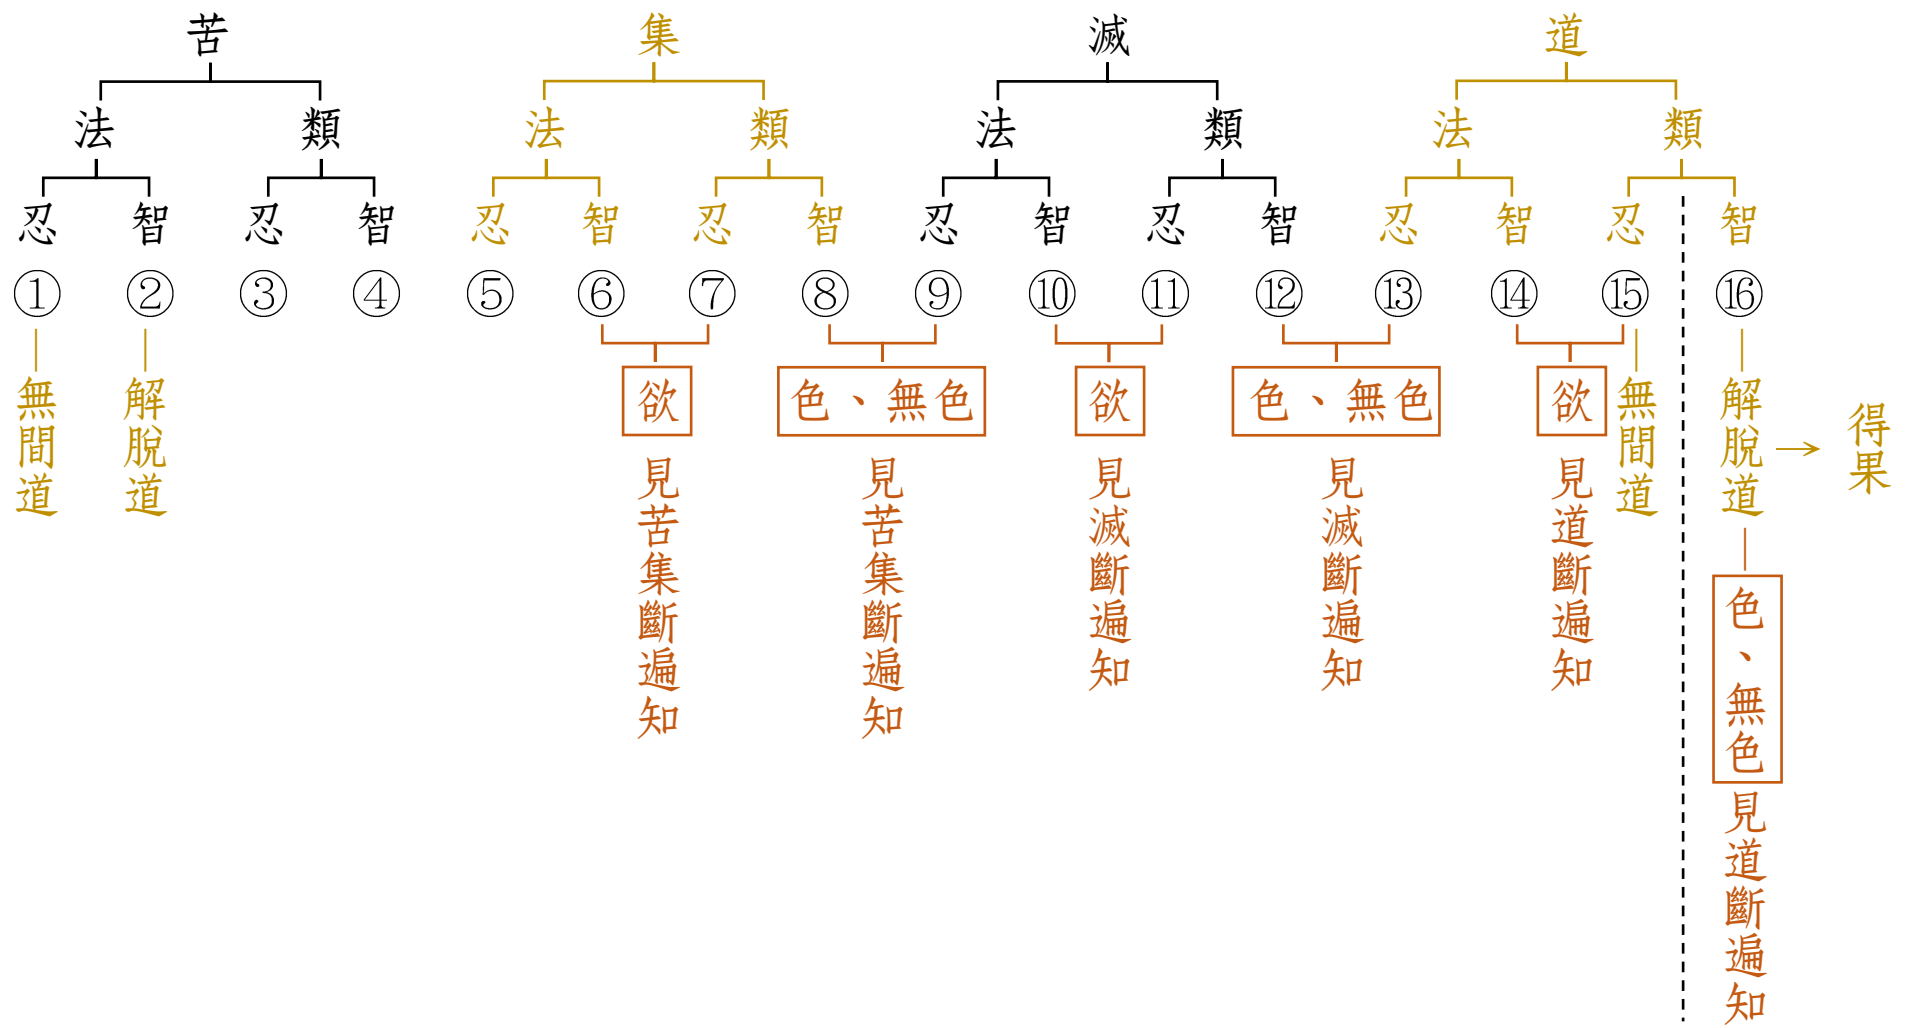 苦 集 滅 道
法 類 法 類 法 類 法 類
忍 智 忍 智 忍 智 忍 智 忍 智 忍 智 忍 智 忍 智
① ② ③ ④ ⑤ ⑥ ⑦ ⑧ ⑨ ⑩ ⑪ ⑫ ⑬ ⑭ ⑮ ⑯
無間道
解脫道
欲
見苦集斷遍知
色、無色
見苦集斷遍知
欲
見滅斷遍知
色、無色
見滅斷遍知
欲
見道斷遍知
無間道
解脫道
得果
色、無色
見道斷遍知